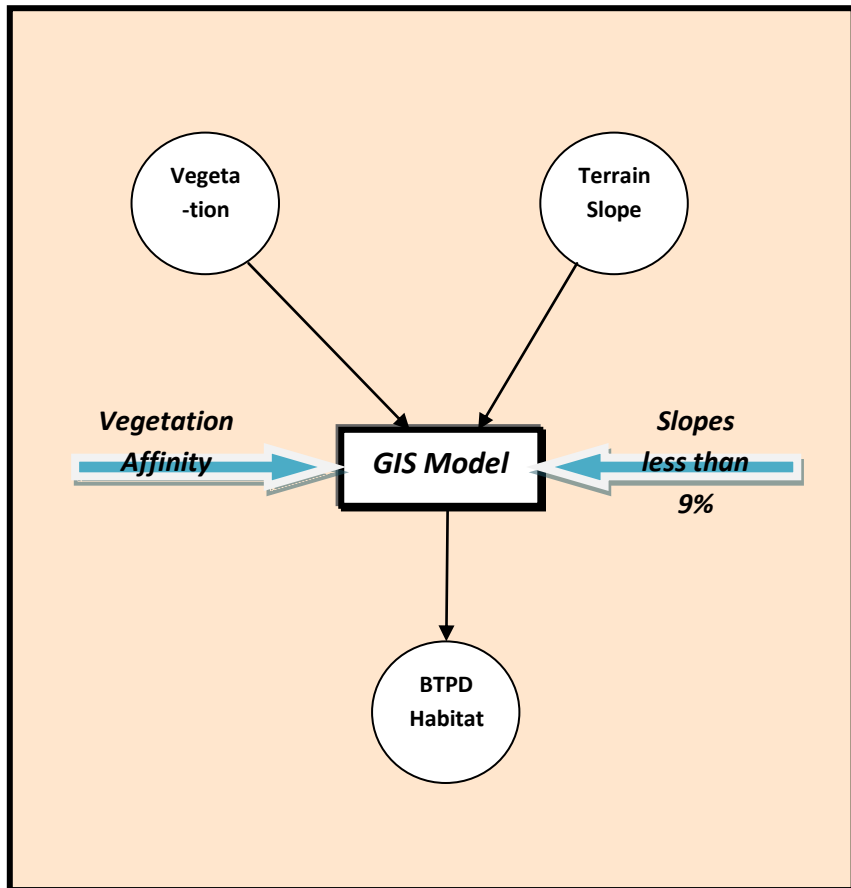 Vegeta
-tion
Terrain
Slope
Vegetation
Affinity
GIS Model
Slopes
less than
9%
BTPD
Habitat